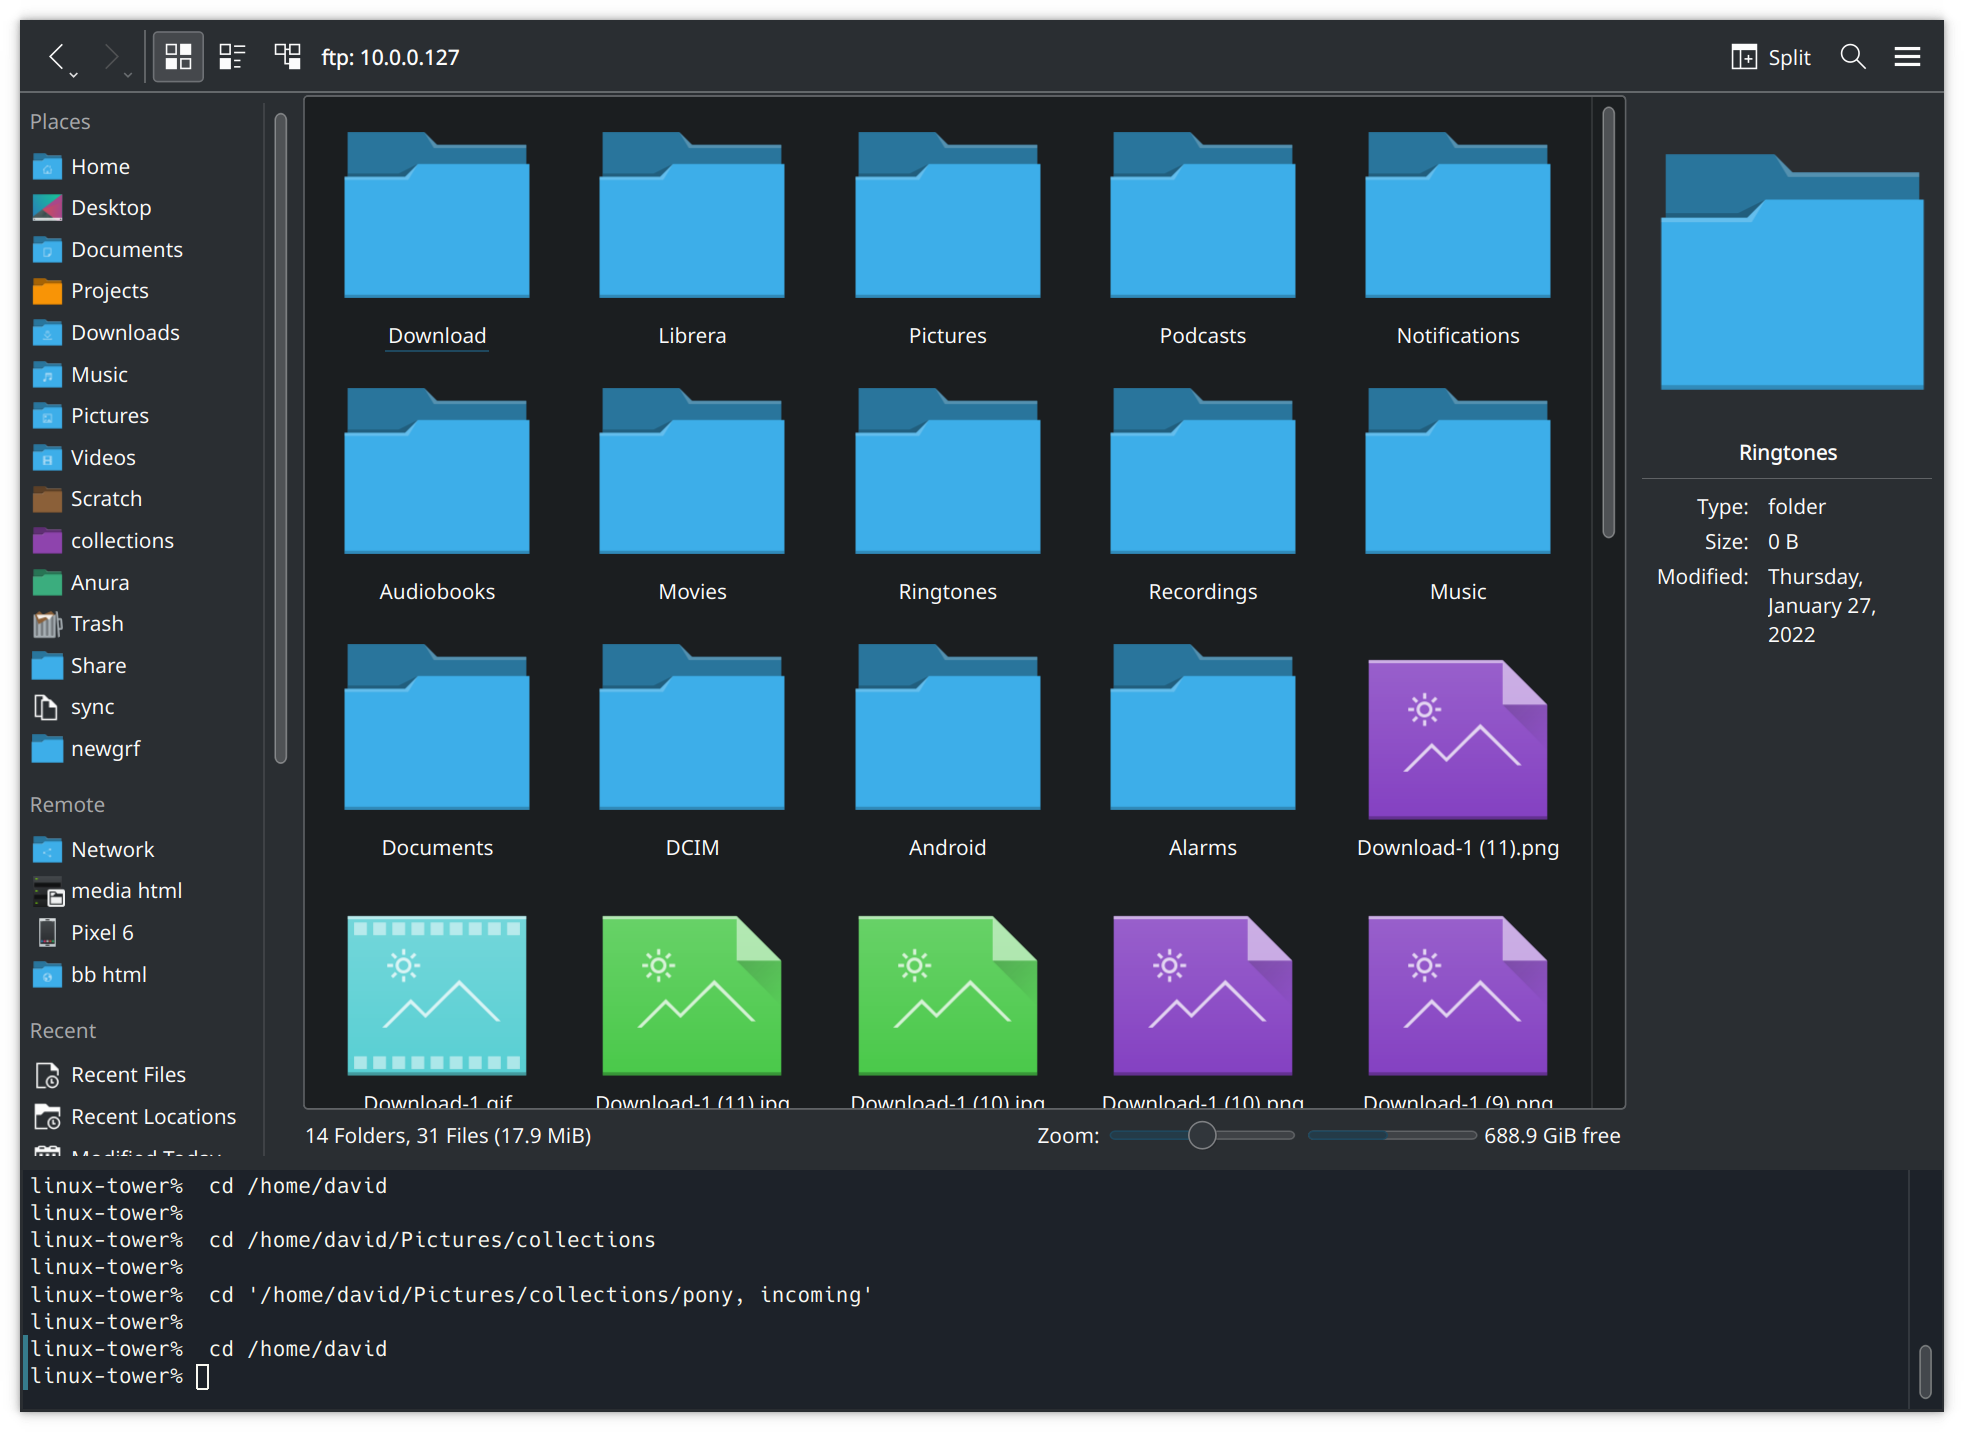 ftp: 10.0.0.127
Split
Places
Home
Desktop
Documents
Projects
Downloads
Music
Pictures
Videos
Scratch
collections
Anura
Trash
Share
sync
newgrf
Remote
Network
media html
Pixel 6
bb html
Recent
Recent Files
Recent Locations
Modified Today
Download Librera Pictures Podcasts Notifications
Audiobooks Movies Ringtones Recordings Music
Documents DCIM Android Alarms Download-1 (11).png
Download-1.gif Download-1 (11).jpg Download-1 (10).jpg Download-1 (10).png Download-1 (9).png
14 Folders, 31 Files (17.9 MiB)
Zoom:
688.9 GiB free
Ringtones
Type: folder
Size: 0 B
Modified: Thursday,
January 27,
2022
linux-tower%  cd /home/david
linux-tower%
linux-tower%  cd /home/david/Pictures/collections
linux-tower%
linux-tower%  cd '/home/david/Pictures/collections/pony, incoming'
linux-tower%
linux-tower%  cd /home/david
linux-tower%